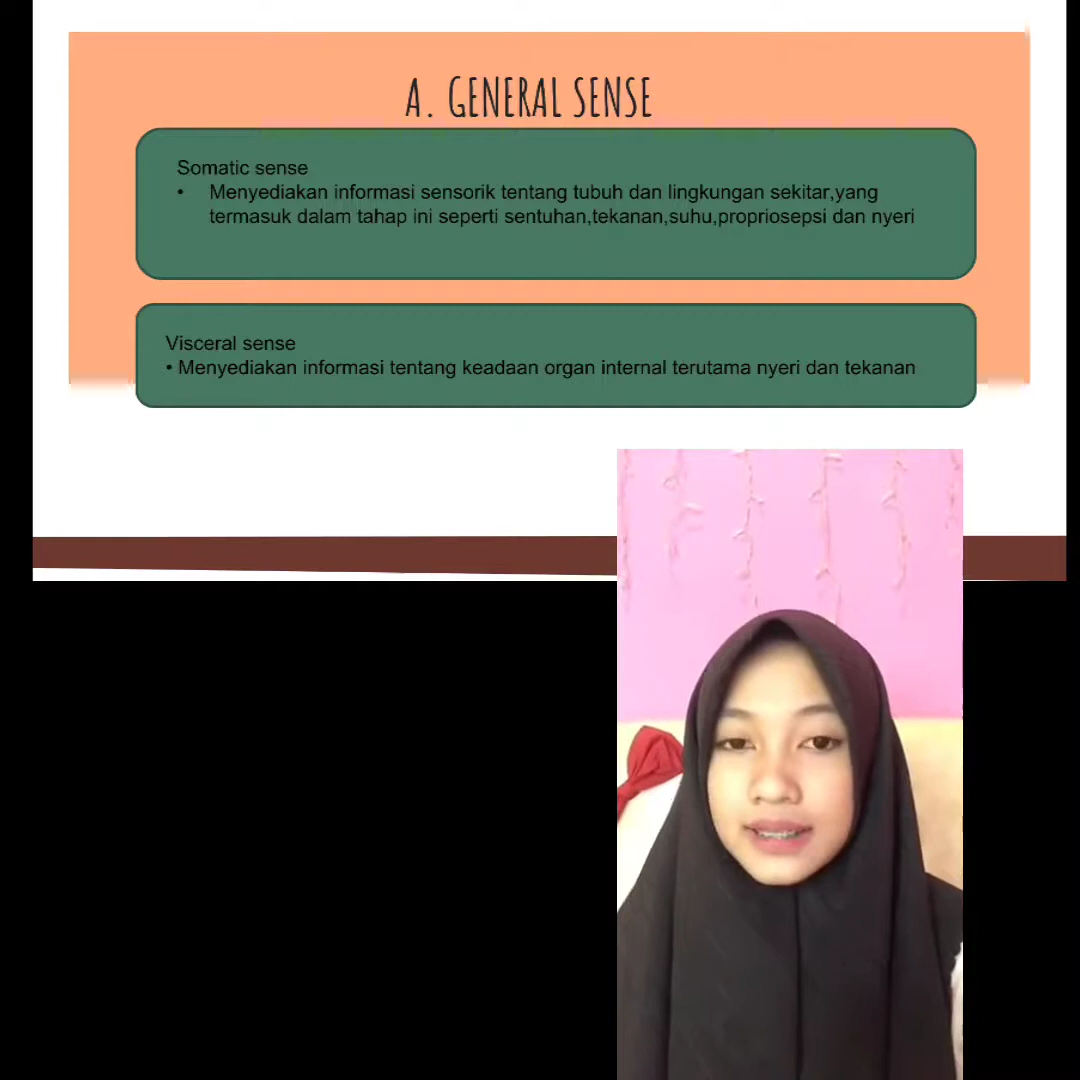 A. GENERAL SENSE
Somatic sense
• Menyediakan informasi sensorik tentang tubuh dan lingkungan sekitar,yang
termasuk dalam tahap ini seperti sentuhan,tekanan,suhu,propriosepsi dan nyeri
Visceral sense
• Menyediakan informasi tentang keadaan organ internal terutama nyeri dan tekanan